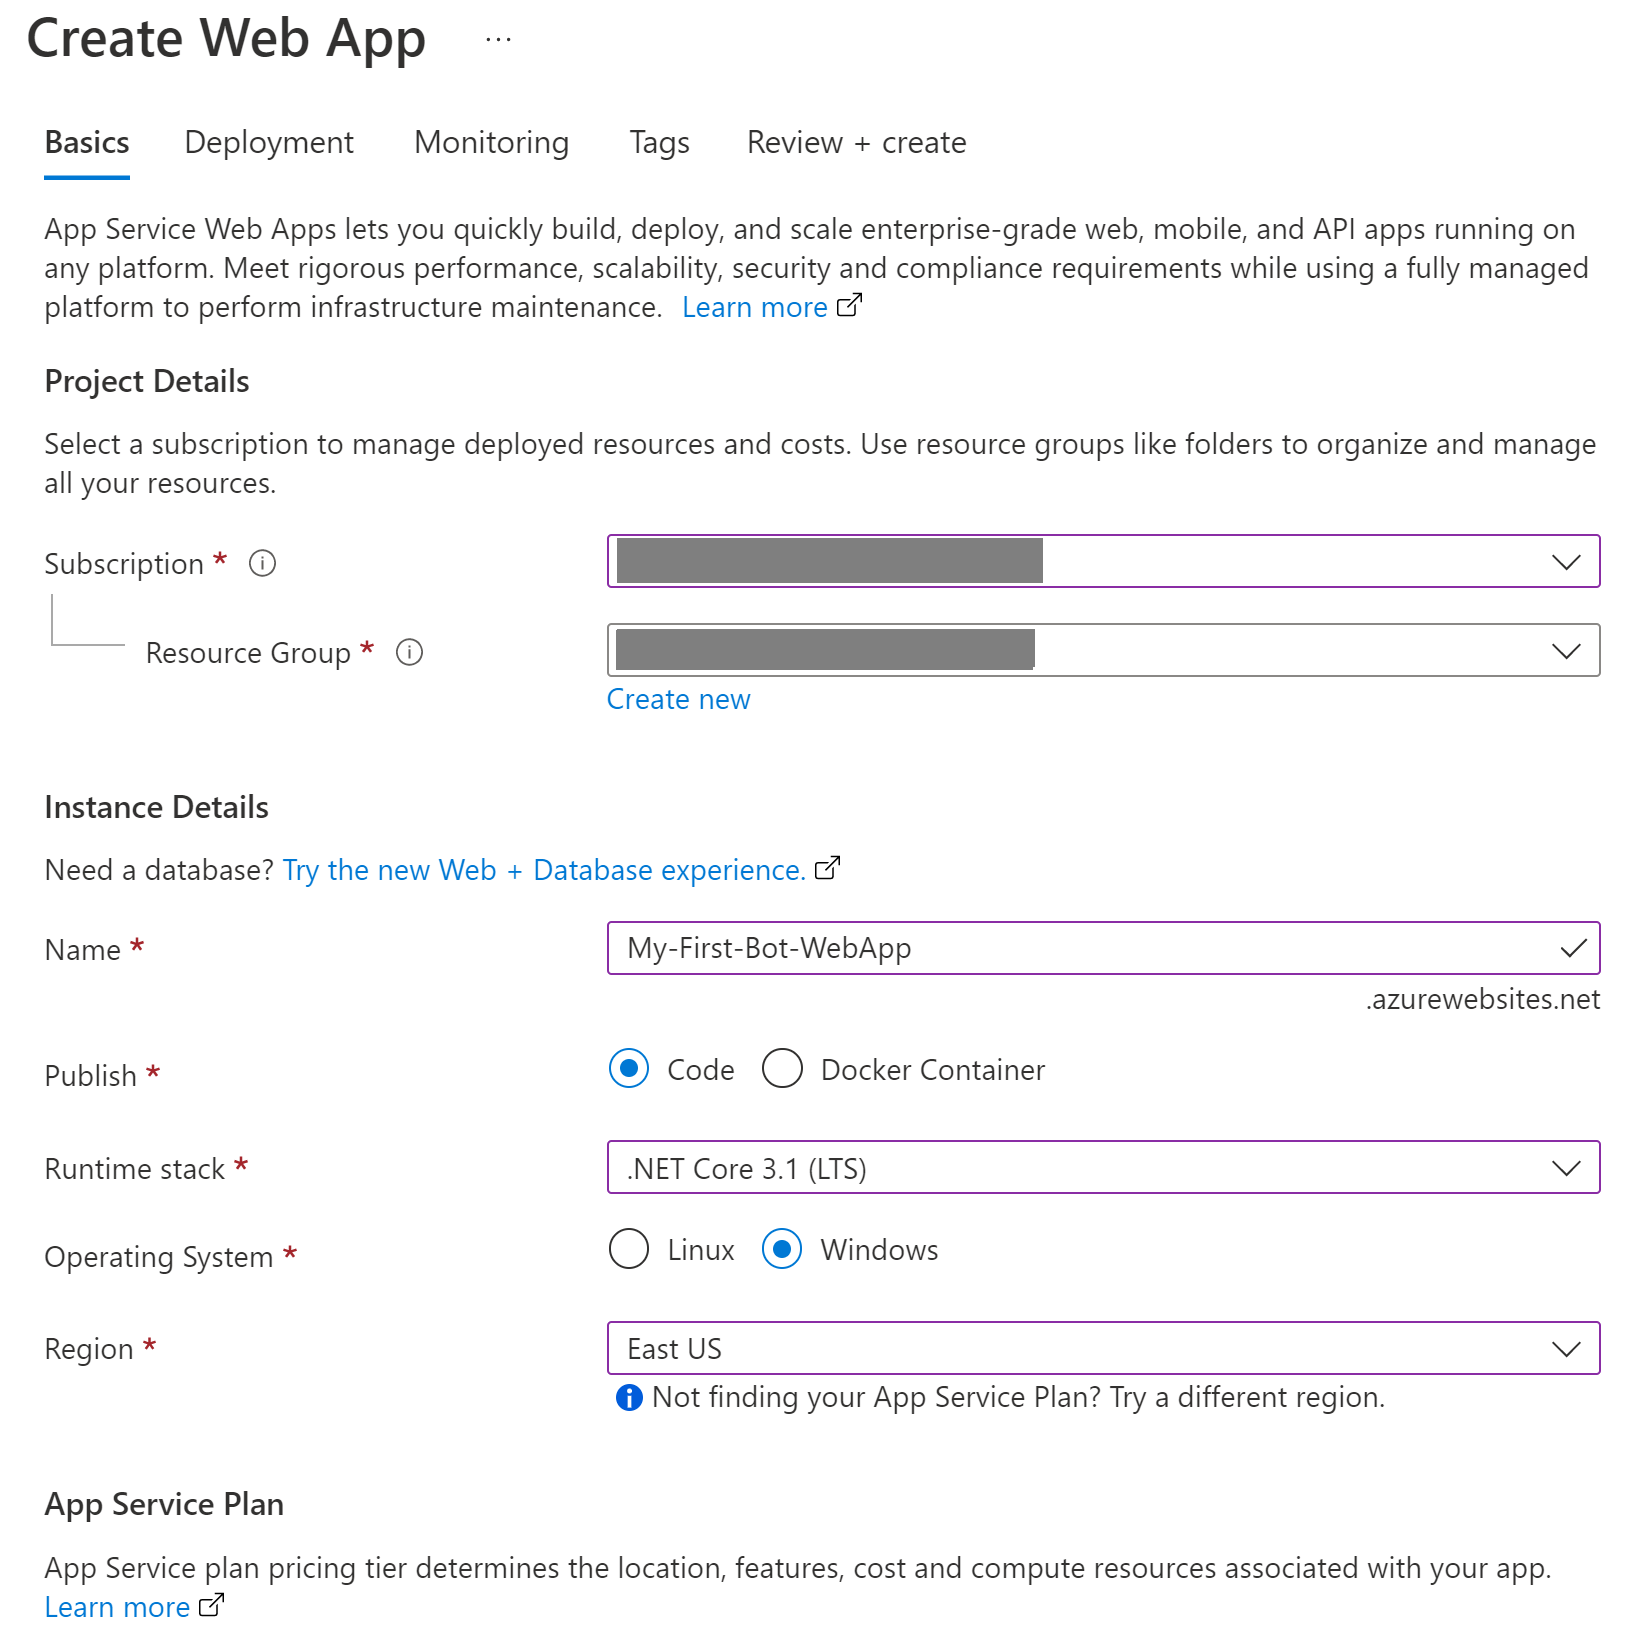 Create Web App ...
Basics Deployment Monitoring Tags Review + create
App Service Web Apps lets you quickly build, deploy, and scale enterprise-grade web, mobile, and API apps running on
any platform. Meet rigorous performance, scalability, security and compliance requirements while using a fully managed
platform to perform infrastructure maintenance. Learn more
Project Details
Select a subscription to manage deployed resources and costs. Use resource groups like folders to organize and manage
all your resources.
Subscription *
Resource Group *
Create new
Instance Details
Need a database? Try the new Web + Database experience.
Name * My-First-Bot-WebApp
.azurewebsites.net
Publish * Code Docker Container
Runtime stack * .NET Core 3.1 (LTS)
Operating System * Linux Windows
Region * East US
Not finding your App Service Plan? Try a different region.
App Service Plan
App Service plan pricing tier determines the location, features, cost and compute resources associated with your app.
Learn more